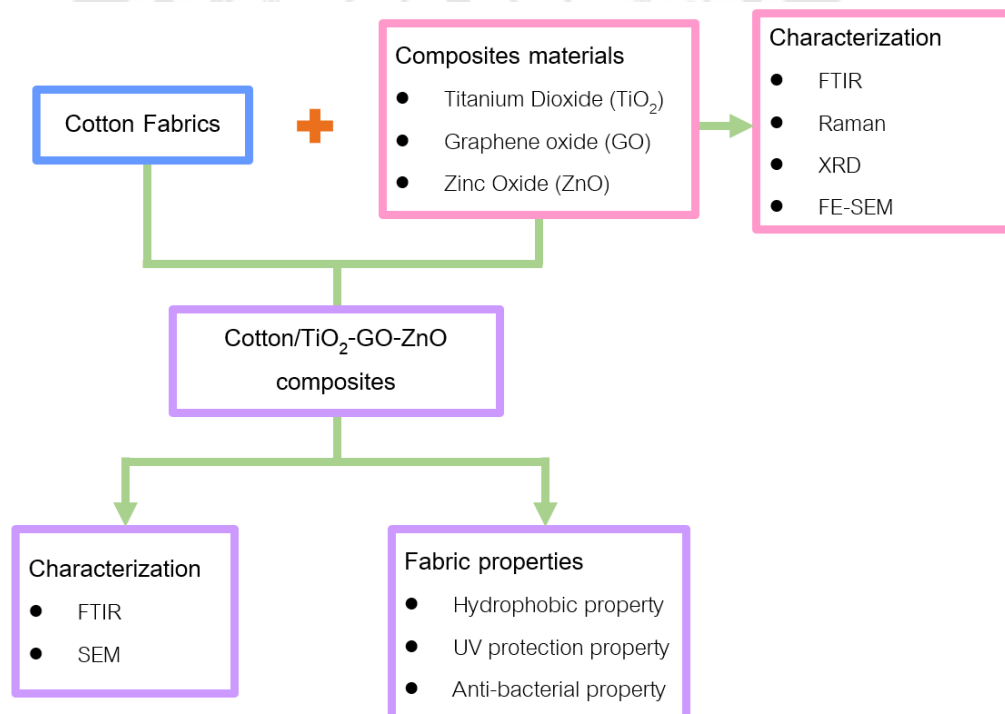 Cotton Fabrics
Composites materials
● Titanium Dioxide (TiO₂)
● Graphene oxide (GO)
● Zinc Oxide (ZnO)
Characterization
● FTIR
● Raman
● XRD
● FE-SEM
Cotton/TiO₂-GO-ZnO
composites
Characterization
● FTIR
● SEM
Fabric properties
● Hydrophobic property
● UV protection property
● Anti-bacterial property